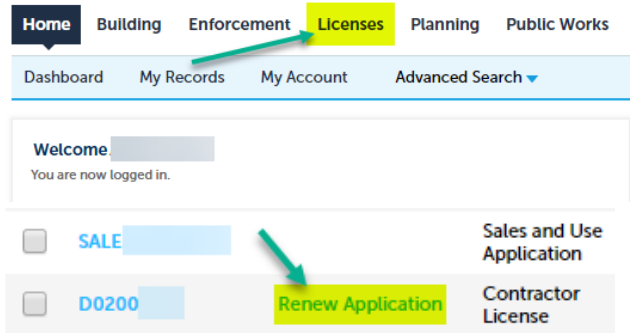 Home Building Enforcement Licenses Planning Public Works
Dashboard My Records My Account Advanced Search
Welcome
You are now logged in.
SALE Sales and Use
Application
D0200 Renew Application Contractor
License